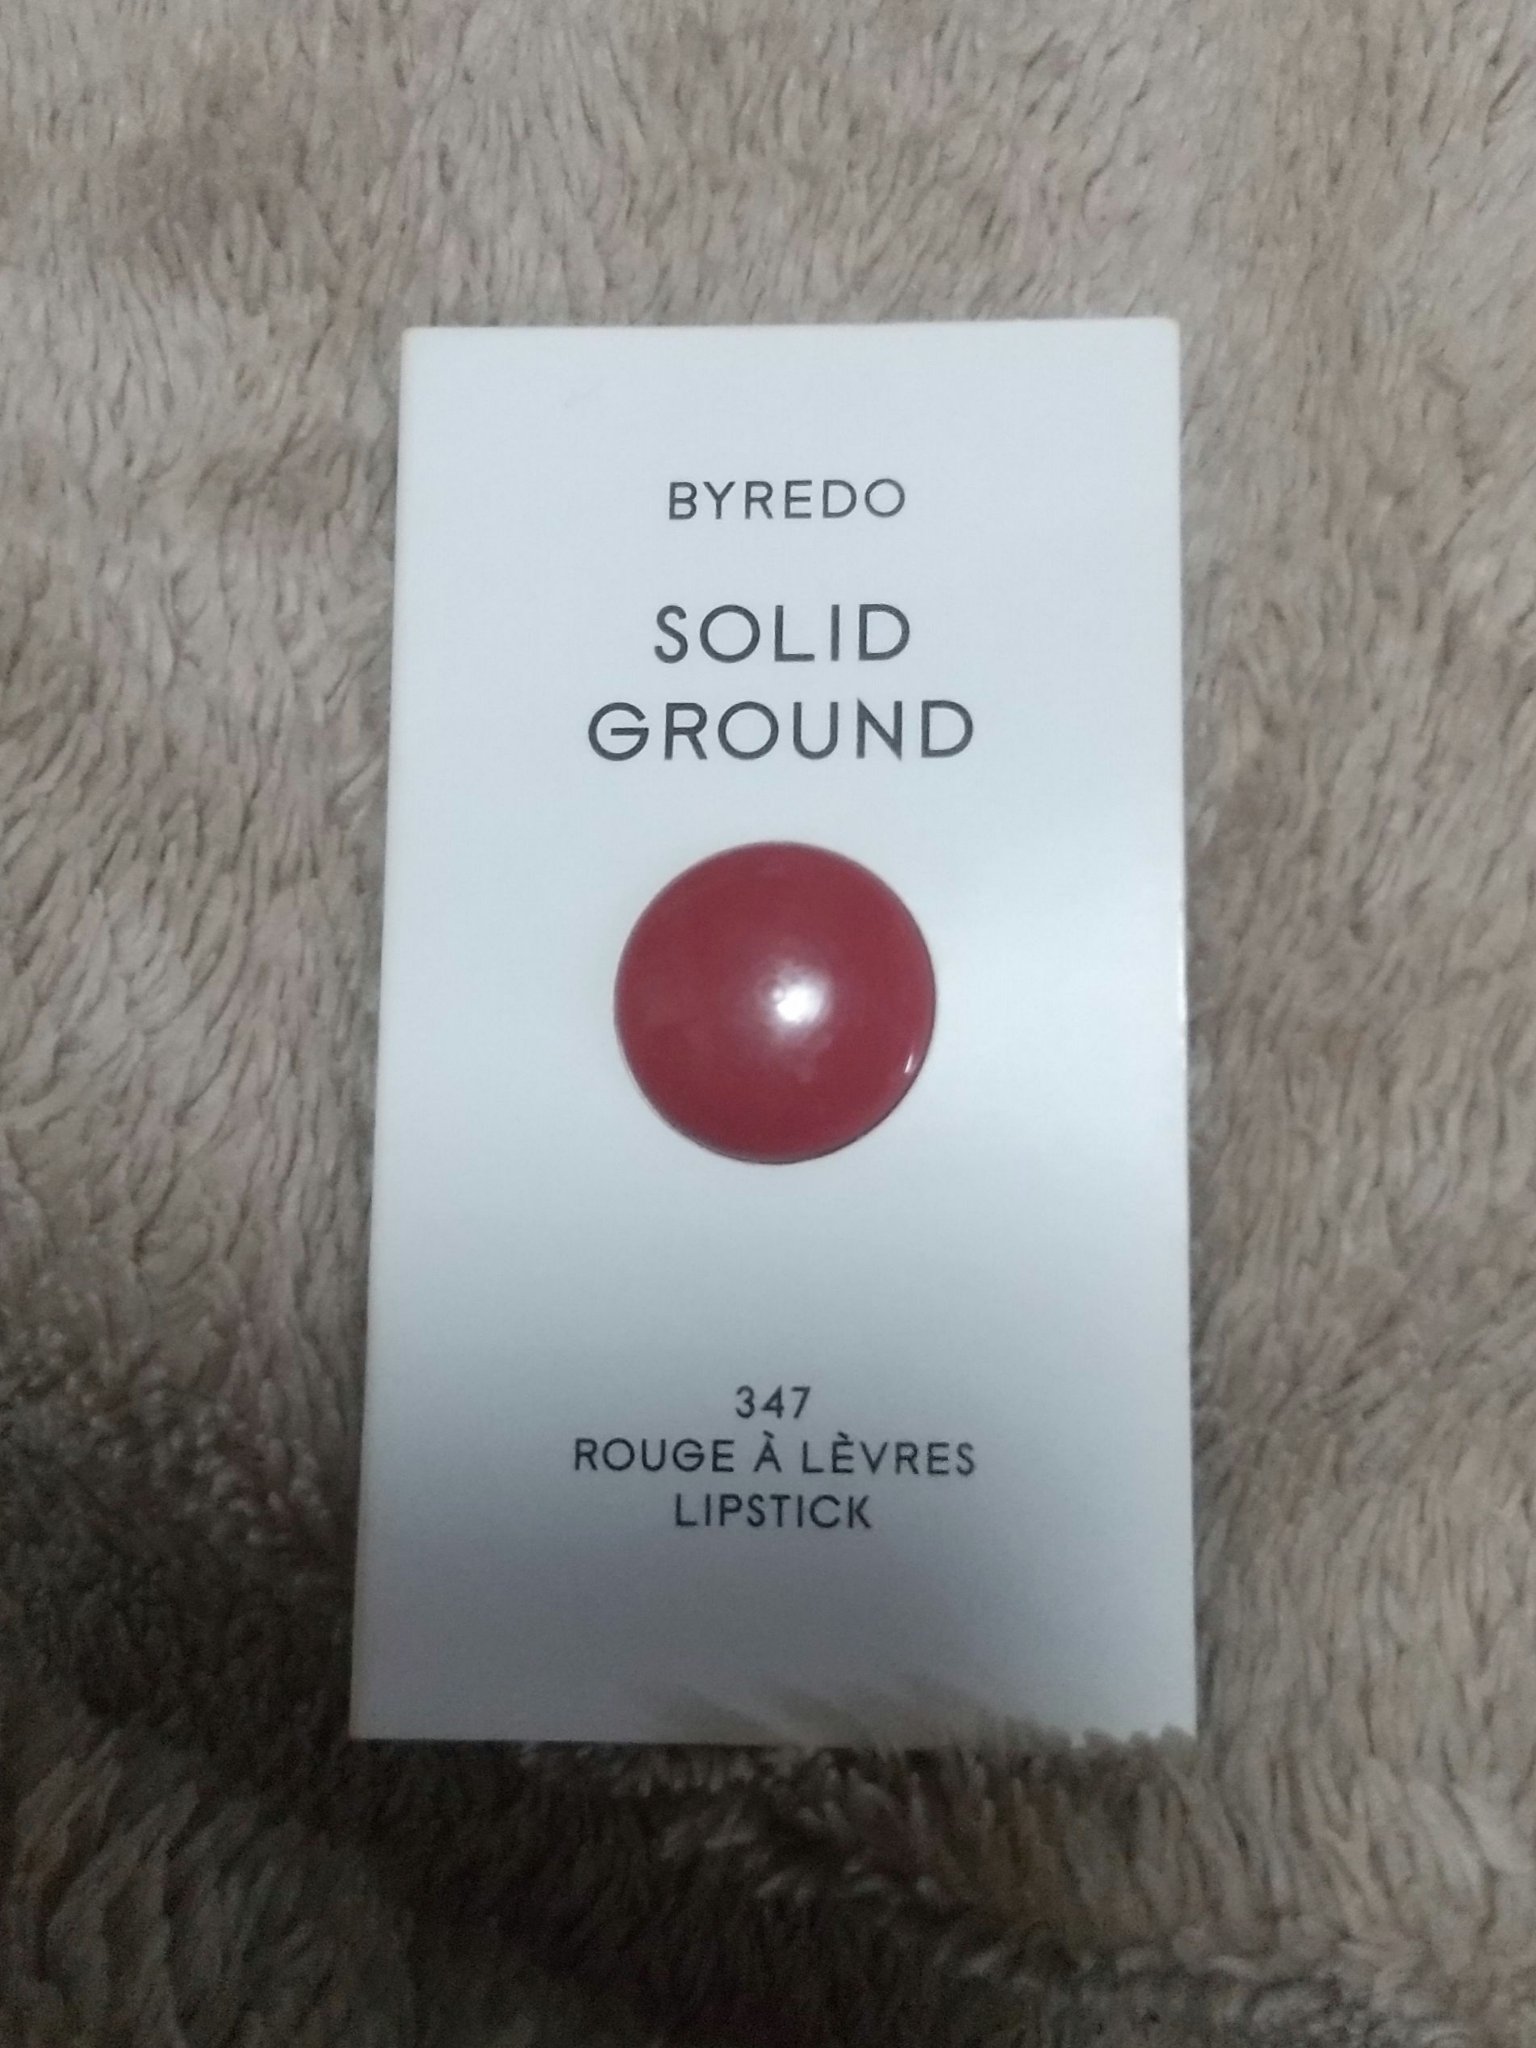 BYREDO
SOLID
GROUND
347
ROUGE À LÈVRES
LIPSTICK